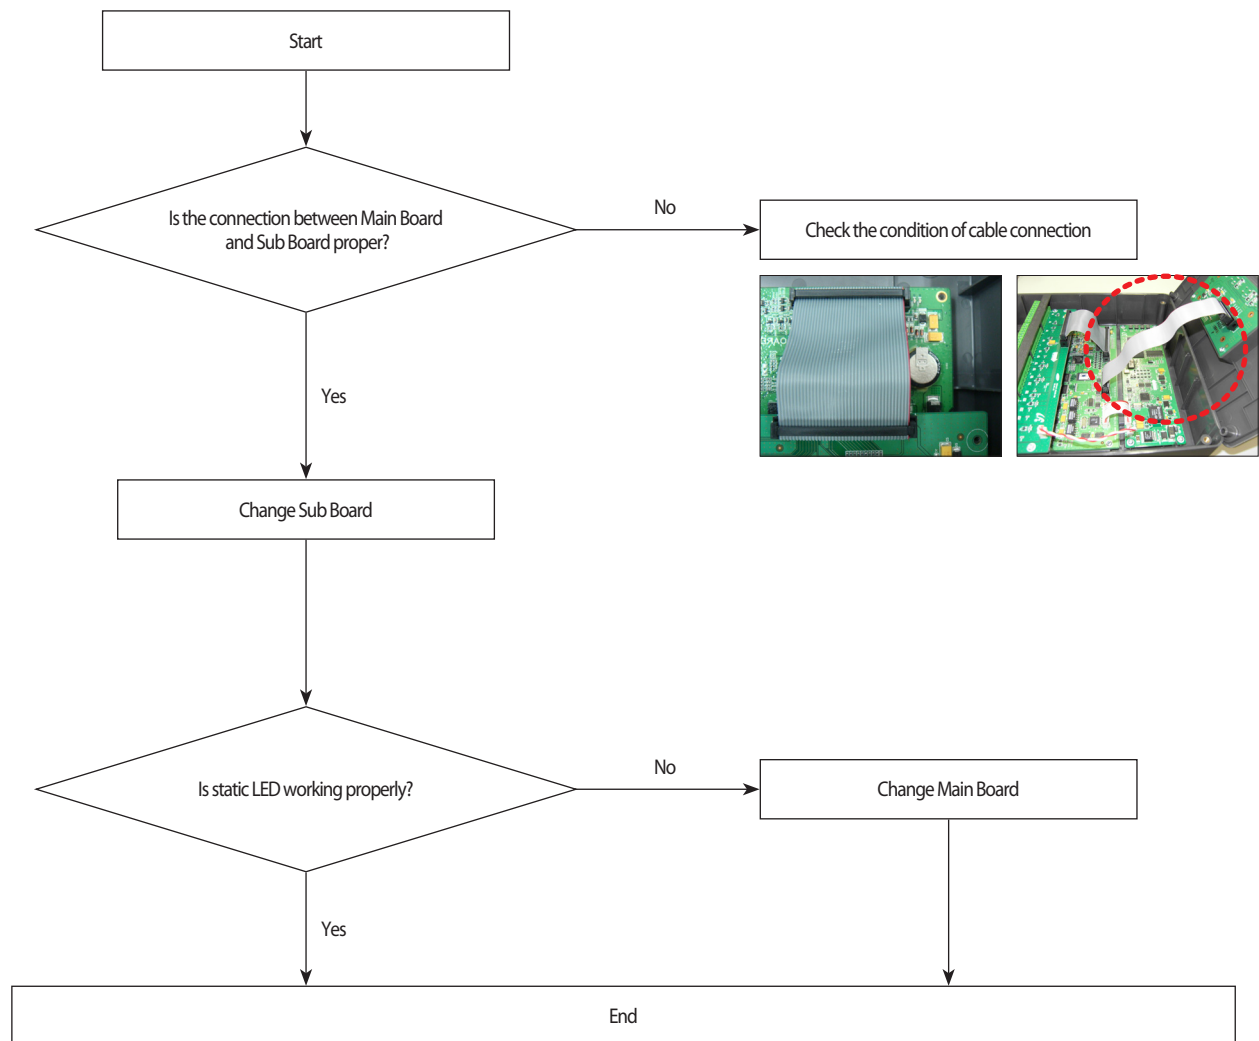 Start
Is the connection between Main Board
and Sub Board proper?
No
Check the condition of cable connection
Yes
Change Sub Board
Is static LED working properly?
No
Change Main Board
Yes
End